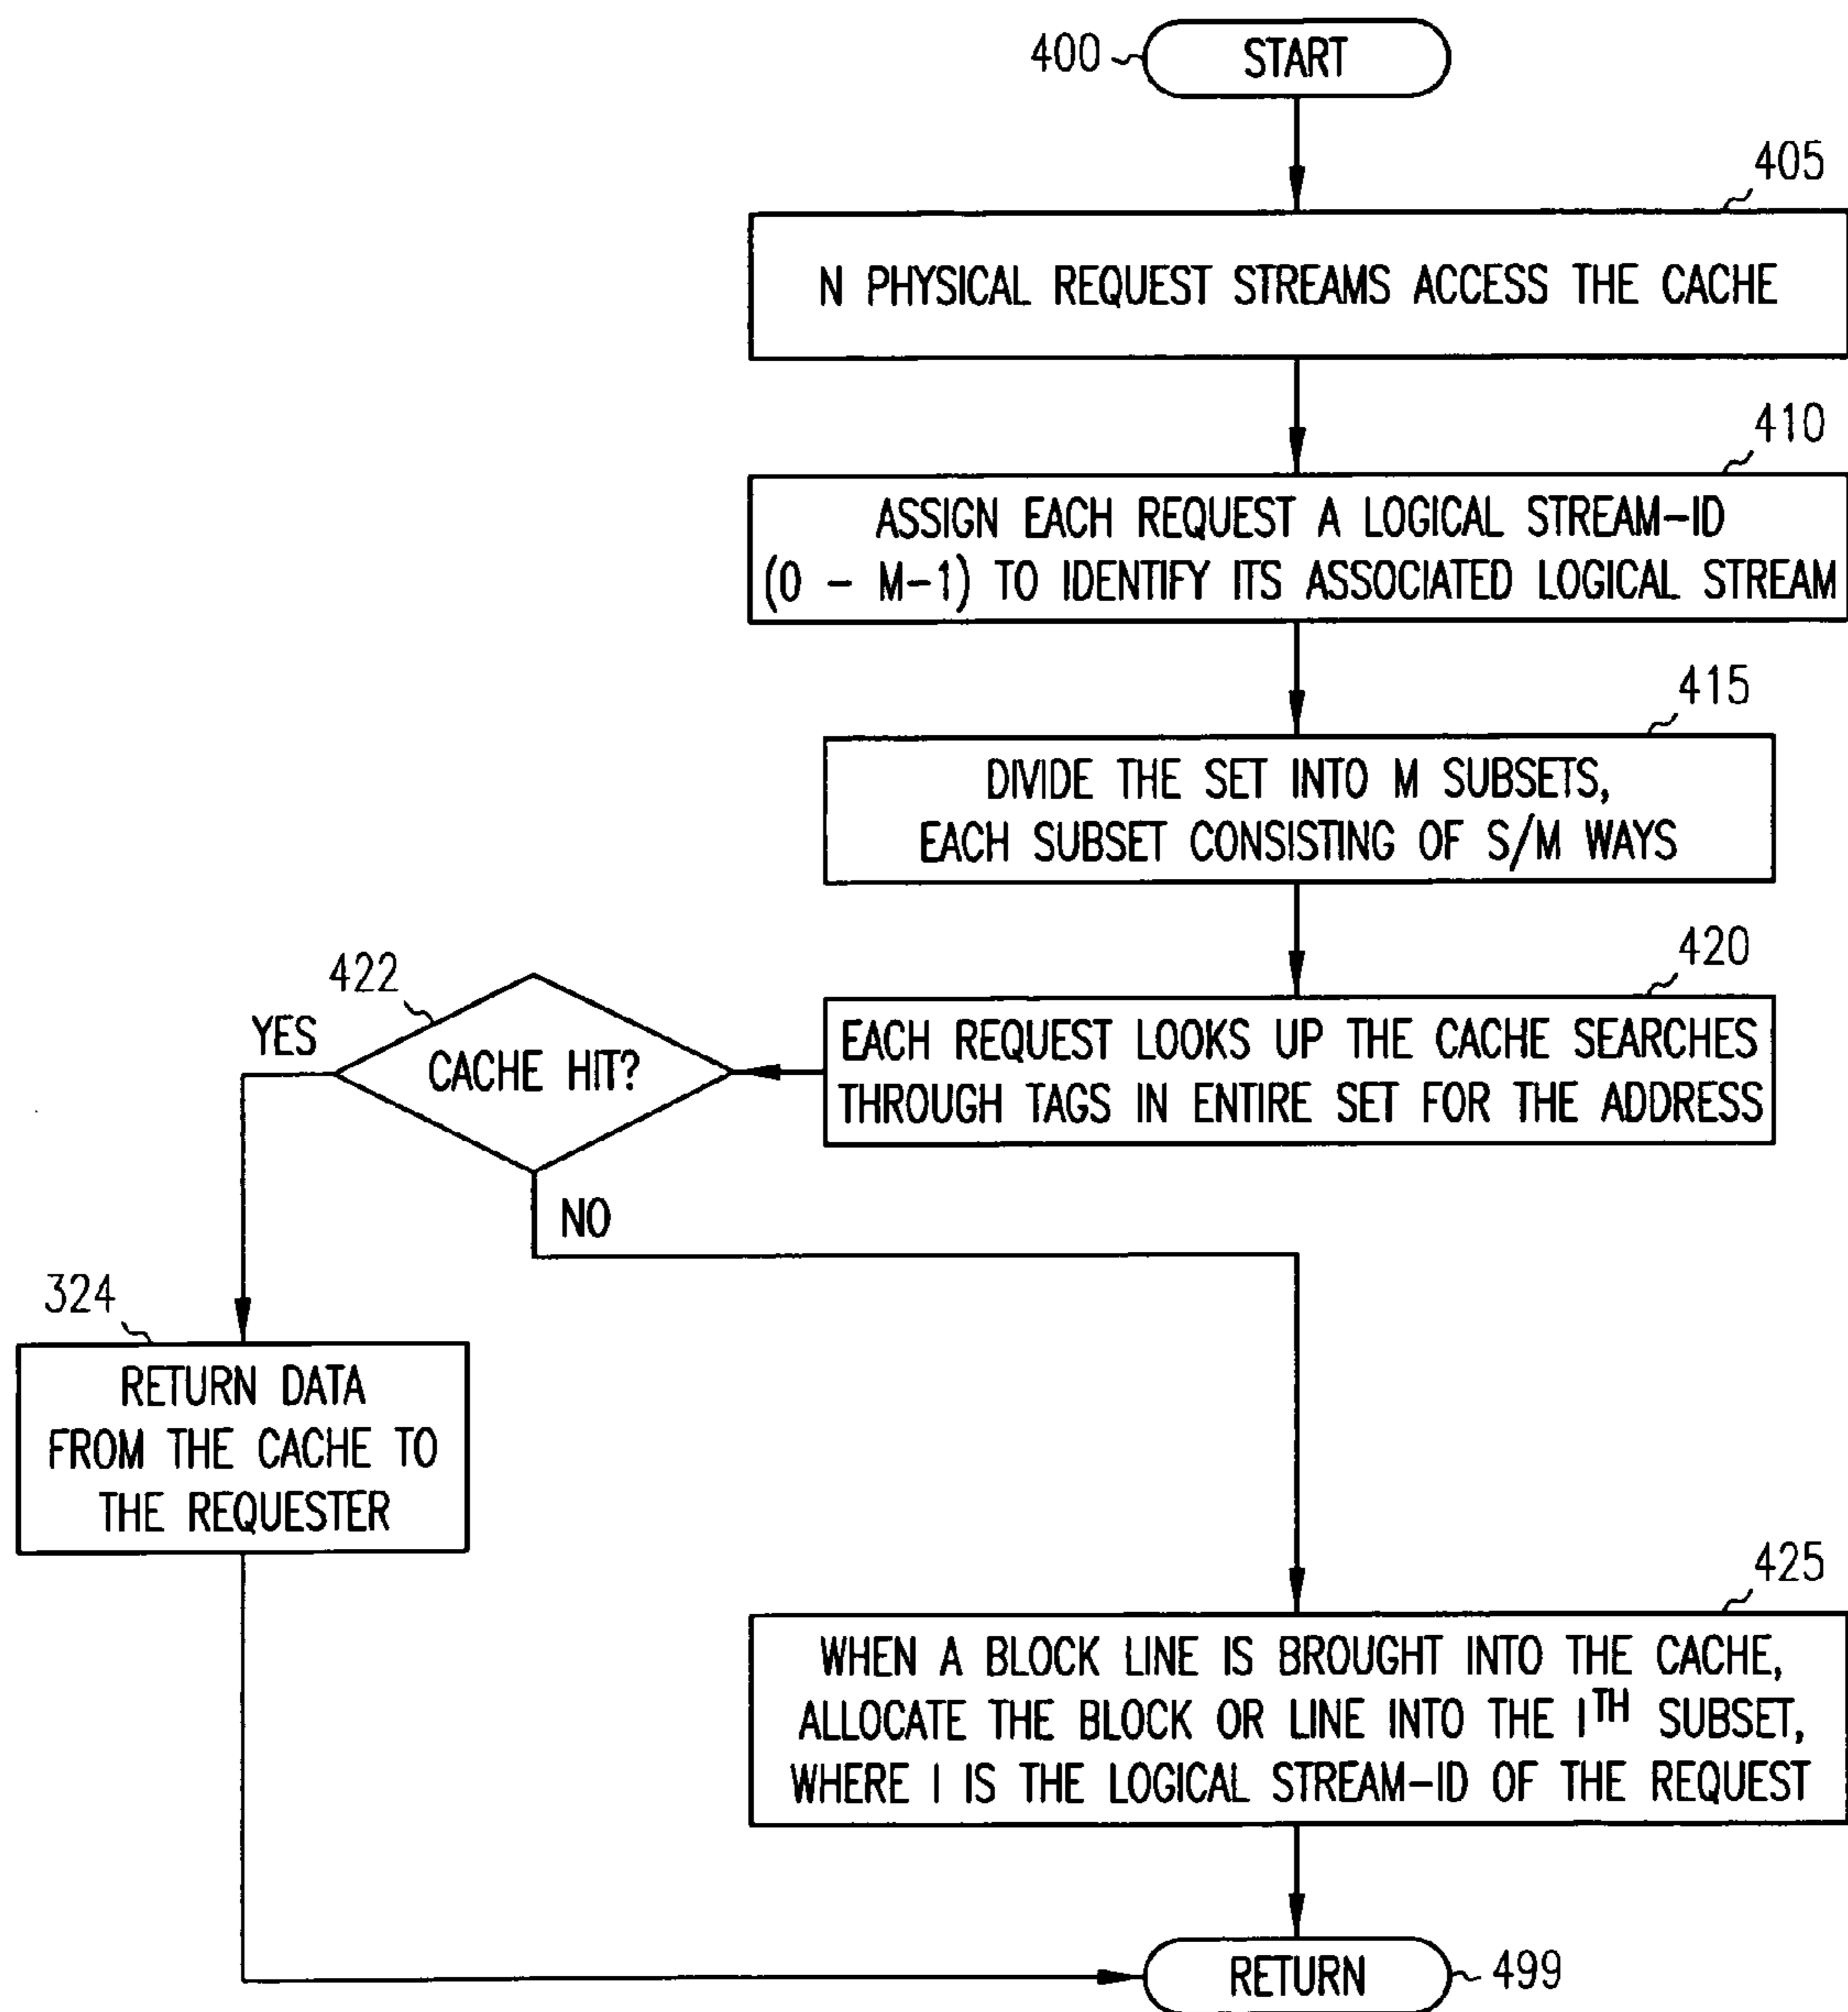 400
START
405
N PHYSICAL REQUEST STREAMS ACCESS THE CACHE
410
ASSIGN EACH REQUEST A LOGICAL STREAM-ID
(0 - M-1) TO IDENTIFY ITS ASSOCIATED LOGICAL STREAM
415
DIVIDE THE SET INTO M SUBSETS,
EACH SUBSET CONSISTING OF S/M WAYS
420
EACH REQUEST LOOKS UP THE CACHE SEARCHES
THROUGH TAGS IN ENTIRE SET FOR THE ADDRESS
422
CACHE HIT?
YES
NO
324
RETURN DATA
FROM THE CACHE TO
THE REQUESTER
425
WHEN A BLOCK LINE IS BROUGHT INTO THE CACHE,
ALLOCATE THE BLOCK OR LINE INTO THE I^TH SUBSET,
WHERE I IS THE LOGICAL STREAM-ID OF THE REQUEST
RETURN
499